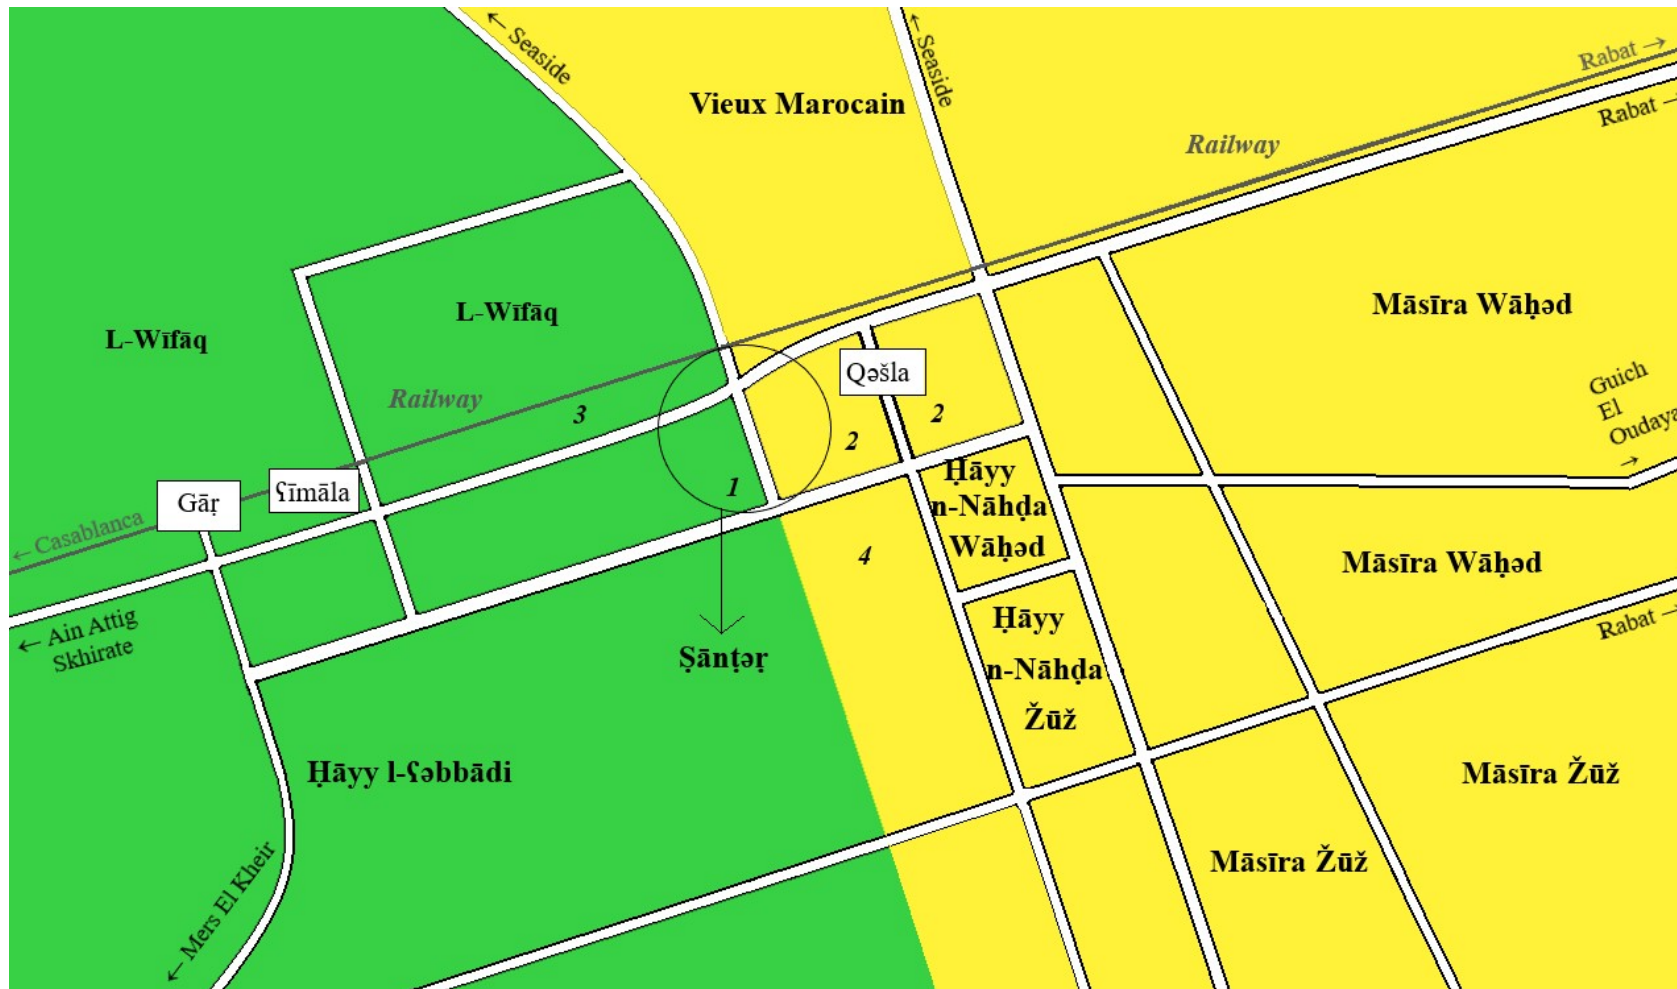 ← Seaside
← Seaside
Vieux Marocain
Rabat →
Rabat →
Railway
L-Wīfāq
L-Wīfāq
Māsīra Wāḥəd
Railway
3
Qəšla
2
2
Guich
El
Oudaya
→
Gāṛ
ʕīmāla
1
Ḥāyy
n-Nāhḍa
Wāḥəd
← Casablanca
4
Māsīra Wāḥəd
← Ain Attig
Skhirate
Ṣānṭəṛ
Ḥāyy
n-Nāhḍa
Žūž
Rabat →
Ḥāyy l-ʕəbbādi
Māsīra Žūž
Māsīra Žūž
← Mers El Kheir